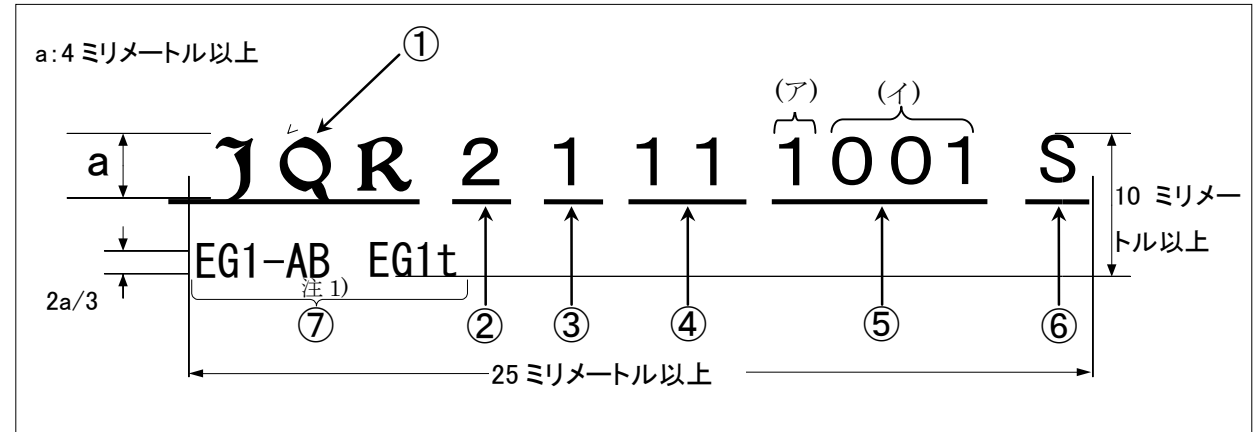 a:4 ミリメートル以上
①
(ア) (イ)
a JQR 2 1 11 1001 S
10 ミリメー
トル以上
EG1-AB EG1t
2a/3
注1)
⑦ ② ③ ④ ⑤ ⑥
25 ミリメートル以上